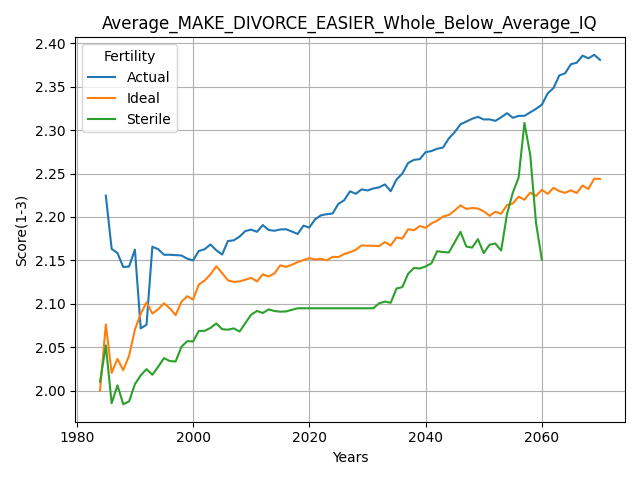 Average_MAKE_DIVORCE_EASIER_Whole_Below_Average_IQ
2.40
2.35
2.30
2.25
2.20
2.15
2.10
2.05
2.00
Score(1-3)
Fertility
Actual
Ideal
Sterile
1980
2000
2020
2040
2060
Years